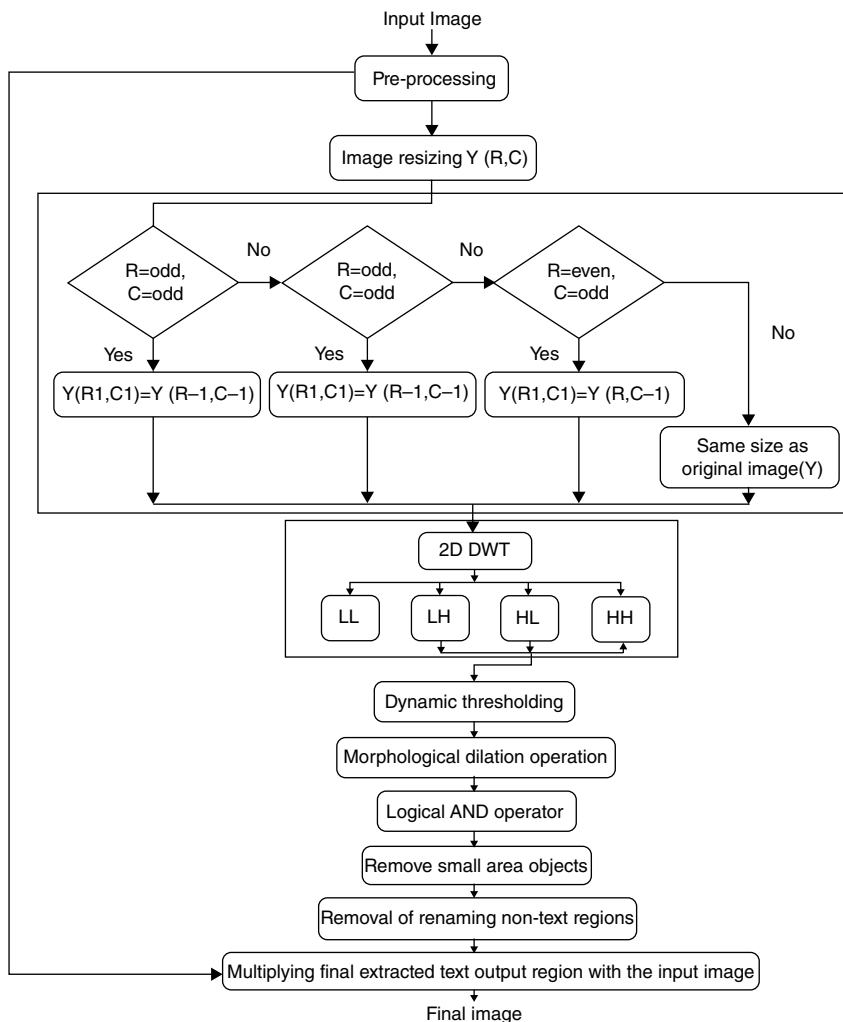 Input Image
Pre-processing
Image resizing Y (R,C)
R=odd,
C=odd
No
R=odd,
C=odd
No
R=even,
C=odd
No
Yes
Yes
Yes
Y(R1,C1)=Y (R–1,C–1)
Y(R1,C1)=Y (R–1,C–1)
Y(R1,C1)=Y (R,C–1)
Same size as
original image(Y)
2D DWT
LL
LH
HL
HH
Dynamic thresholding
Morphological dilation operation
Logical AND operator
Remove small area objects
Removal of renaming non-text regions
Multiplying final extracted text output region with the input image
Final image